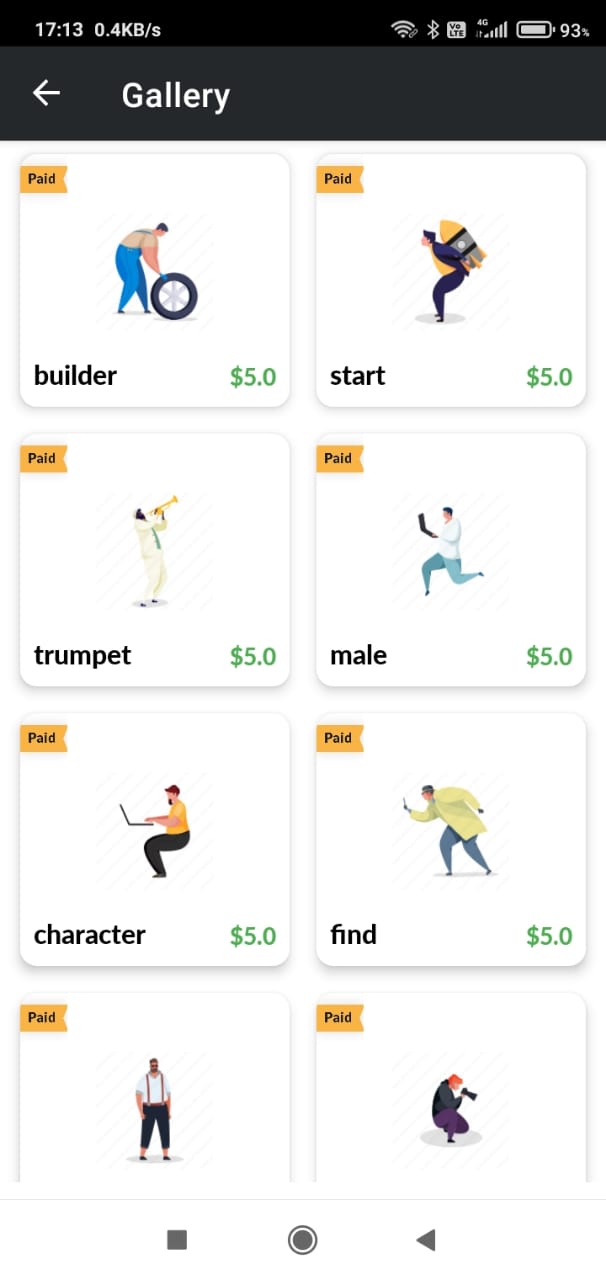 17:13 0.4KB/s 4G Vo LTE 93%
Gallery
Paid Paid
builder $5.0 start $5.0
Paid Paid
trumpet $5.0 male $5.0
Paid Paid
character $5.0 find $5.0
Paid Paid